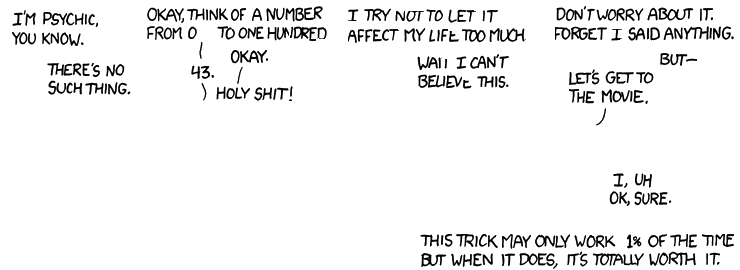 I'M PSYCHIC,
YOU KNOW.
THERE'S NO
SUCH THING.
OKAY, THINK OF A NUMBER
FROM 0 TO ONE HUNDRED
OKAY.
43.
HOLY SHIT!
I TRY NOT TO LET IT
AFFECT MY LIFE TOO MUCH
I CAN'T
BELIEVE THIS.
DON'T WORRY ABOUT IT.
FORGET I SAID ANYTHING.
BUT—
LET'S GET TO
THE MOVIE.
I, UH
OK, SURE.
THIS TRICK MAY ONLY WORK 1% OF THE TIME
BUT WHEN IT DOES, IT'S TOTALLY WORTH IT.